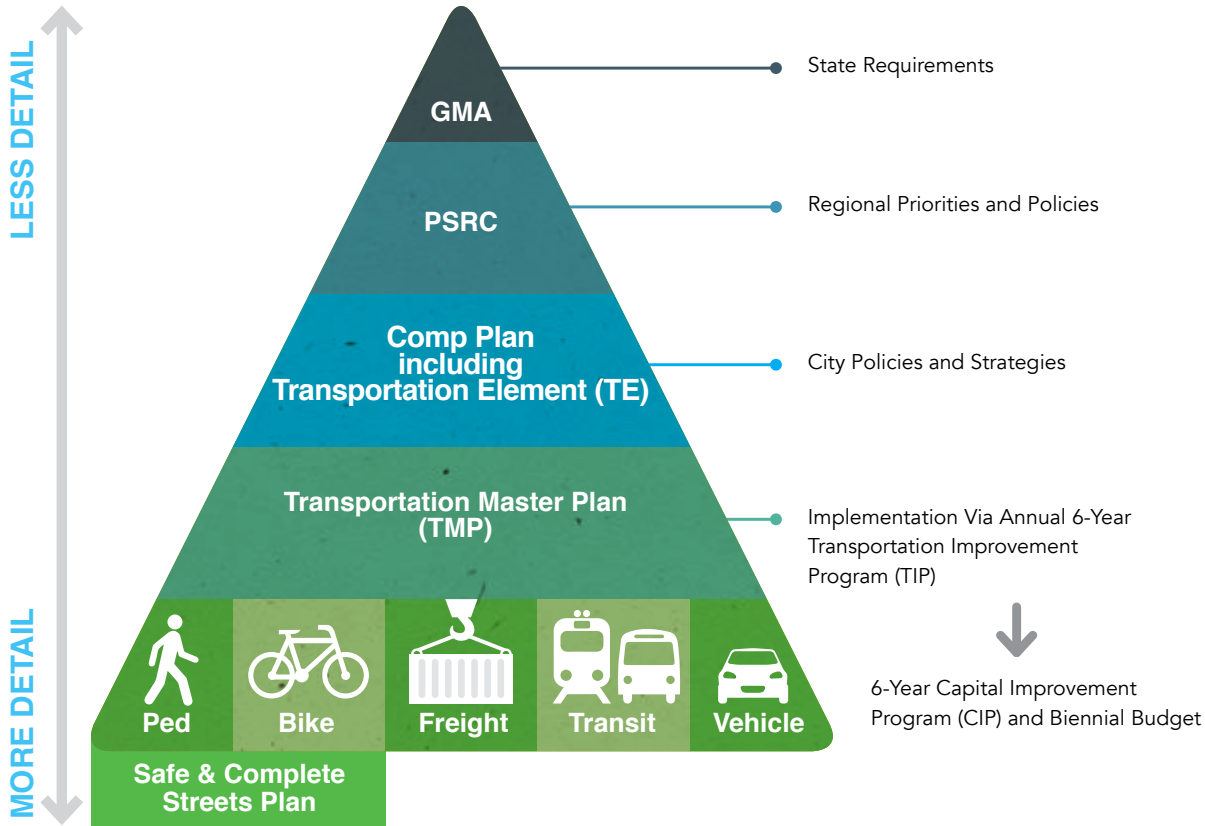 LESS DETAIL
MORE DETAIL
GMA
State Requirements
PSRC
Regional Priorities and Policies
Comp Plan
including
Transportation Element (TE)
City Policies and Strategies
Transportation Master Plan
(TMP)
Implementation Via Annual 6-Year
Transportation Improvement
Program (TIP)
6-Year Capital Improvement
Program (CIP) and Biennial Budget
Ped
Bike
Freight
Transit
Vehicle
Safe & Complete
Streets Plan